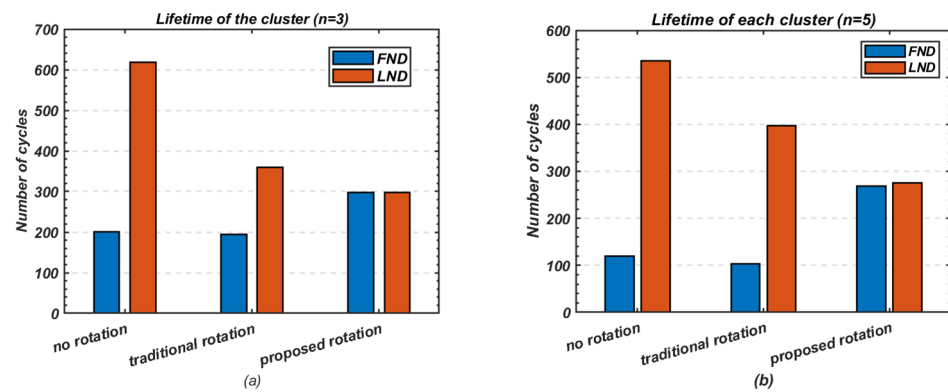 Lifetime of the cluster (n=3)
700
600
500
400
300
200
100
0
Number of cycles
FND
LND
no rotation
traditional rotation
proposed rotation
(a)
Lifetime of each cluster (n=5)
600
500
400
300
200
100
0
Number of cycles
FND
LND
no rotation
traditional rotation
proposed rotation
(b)